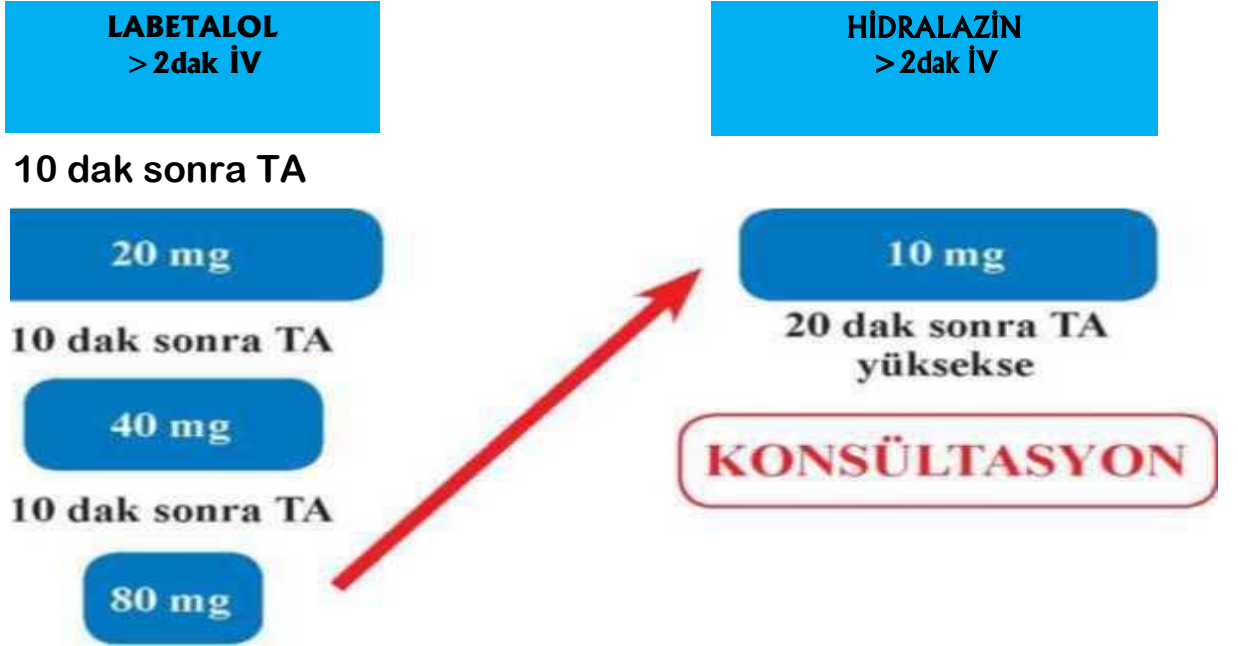 LABETALOL
> 2dak İV
10 dak sonra TA
20 mg
10 dak sonra TA
40 mg
10 dak sonra TA
80 mg
HİDRALAZİN
> 2dak İV
10 mg
20 dak sonra TA
yüksekse
KONSÜLTASYON